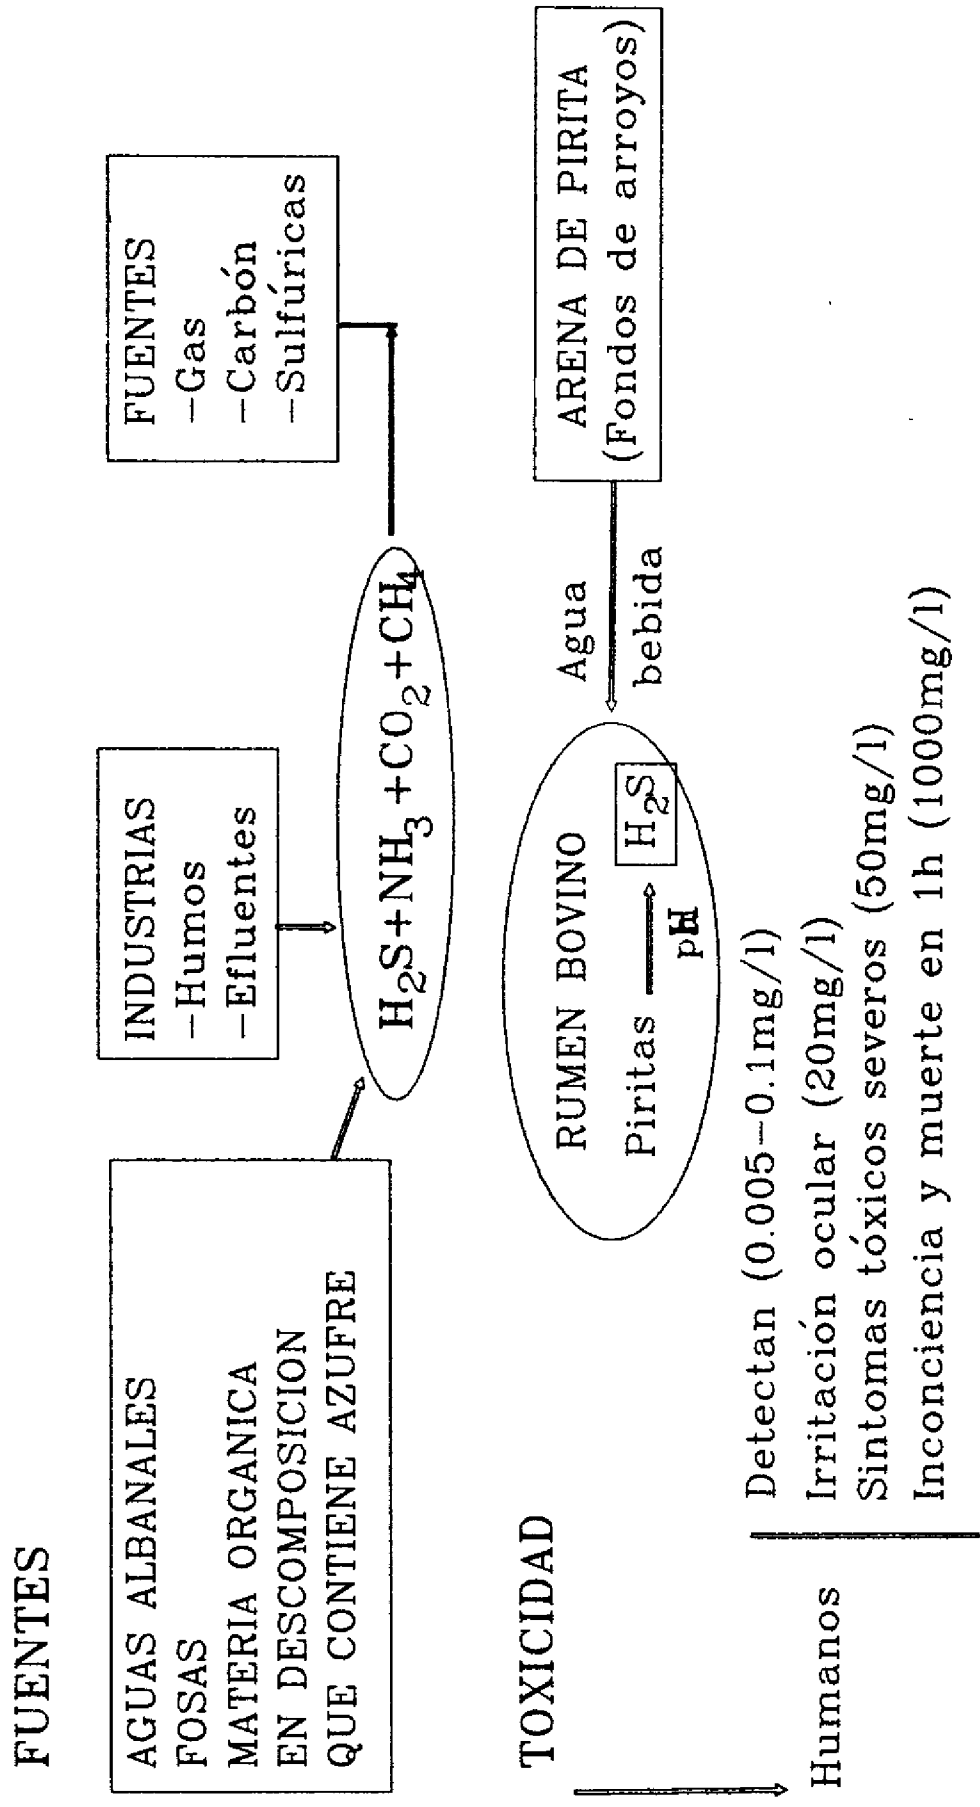 FUENTES
AGUAS ALBANALES
FOSAS
MATERIA ORGANICA
EN DESCOMPOSICION
QUE CONTIENE AZUFRE
INDUSTRIAS
-Humos
-Efluentes
FUENTES
-Gas
-Carbón
-Sulfúricas
H₂S+NH₃+CO₂+CH₄
TOXICIDAD
RUMEN BOVINO
Piritas
pH
H₂S
Agua
bebida
ARENA DE PIRITA
(Fondos de arroyos)
Humanos
Detectan (0.005-0.1mg/l)
Irritación ocular (20mg/l)
Sintomas tóxicos severos (50mg/l)
Inconciencia y muerte en 1h (1000mg/l)